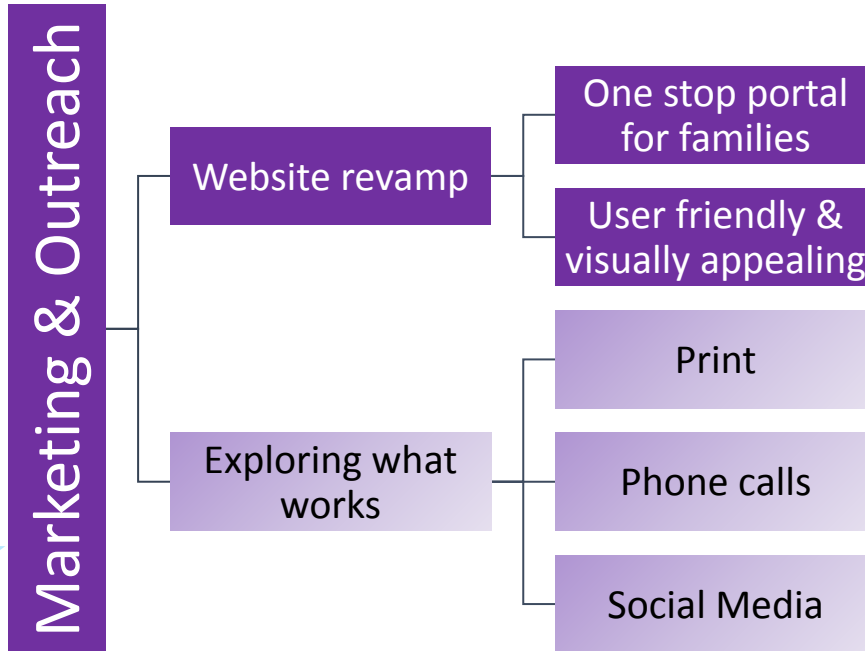 Marketing & Outreach
Website revamp
One stop portal
for families
User friendly &
visually appealing
Exploring what
works
Print
Phone calls
Social Media